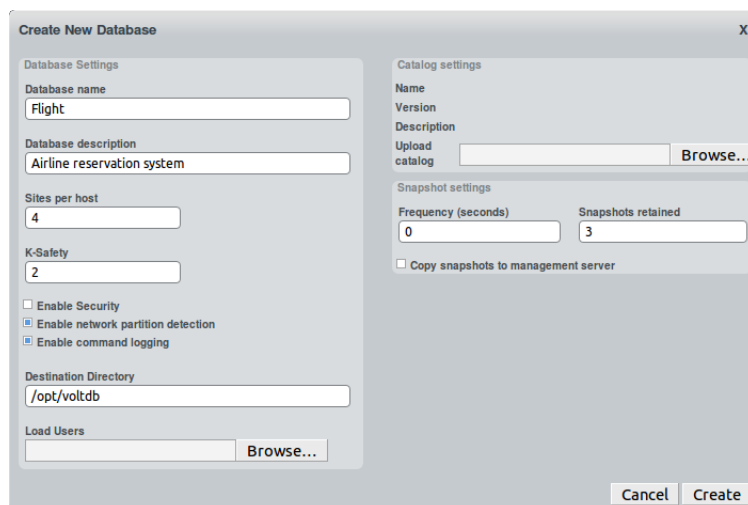 Create New Database X
Database Settings
Database name
Flight
Database description
Airline reservation system
Sites per host
4
K-Safety
2
Enable Security
Enable network partition detection
Enable command logging
Destination Directory
/opt/voltdb
Load Users
Browse...
Catalog settings
Name
Version
Description
Upload
catalog Browse...
Snapshot settings
Frequency (seconds) Snapshots retained
0 3
Copy snapshots to management server
Cancel Create